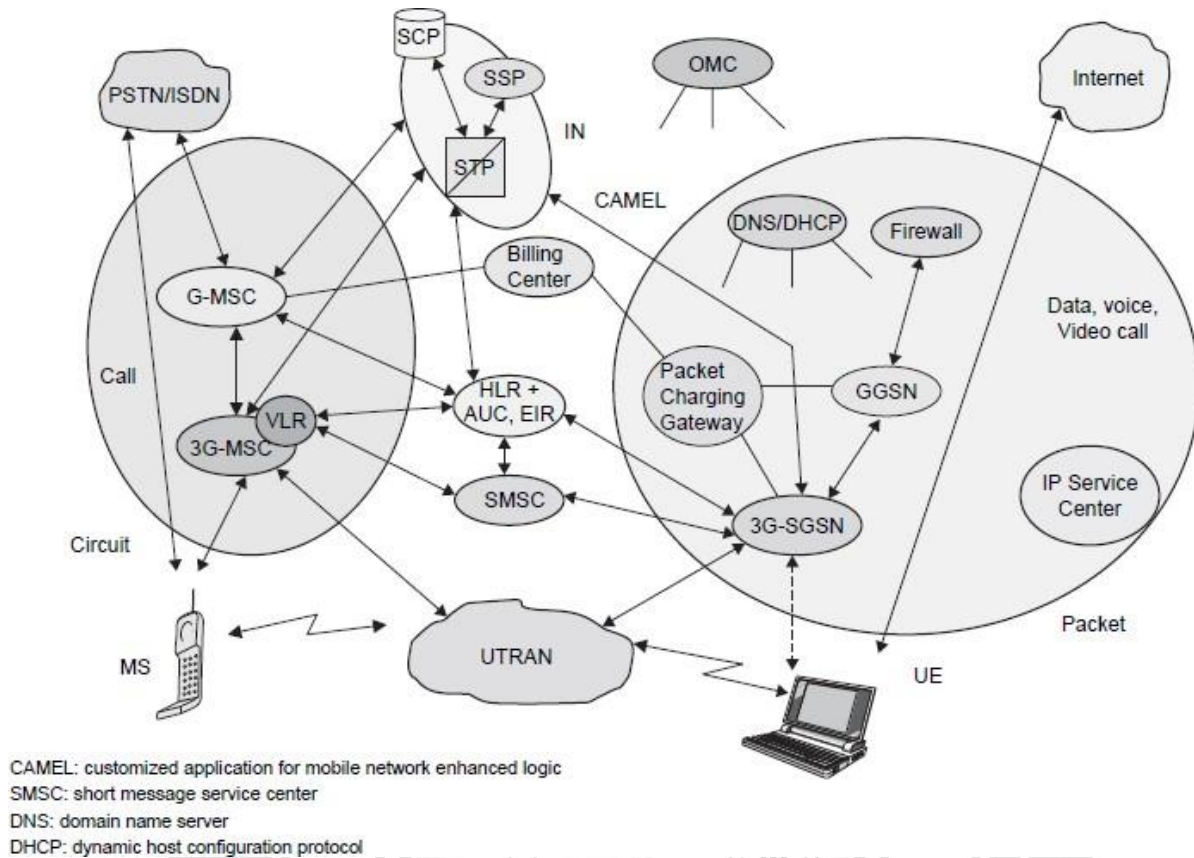 SCP
SSP
OMC
Internet
PSTN/ISDN
IN
STP
CAMEL
DNS/DHCP
Firewall
Billing
Center
G-MSC
Data, voice,
Video call
Call
Packet
Charging
Gateway
GGSN
HLR +
AUC, EIR
VLR
3G-MSC
SMSC
3G-SGSN
IP Service
Center
Circuit
Packet
MS
UTRAN
UE
CAMEL: customized application for mobile network enhanced logic
SMSC: short message service center
DNS: domain name server
DHCP: dynamic host configuration protocol